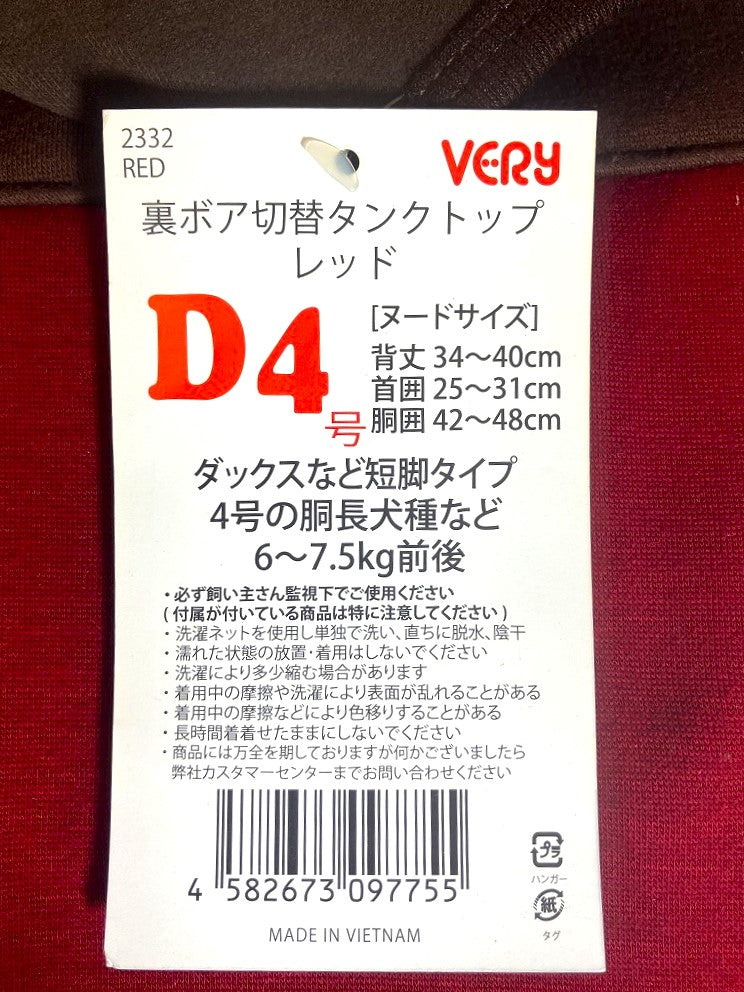 2332
RED
VERY
裏ボア切替タンクトップ
レッド
D4号
[ヌードサイズ]
背丈 34～40cm
首囲 25～31cm
胴囲 42～48cm
ダックスなど短脚タイプ
4号の胴長犬種など
6～7.5kg前後
・必ず飼い主さん監視下でご使用ください
(付属が付いている商品は特に注意してください)
・洗濯ネットを使用し単独で洗い、直ちに脱水、陰干
・濡れた状態の放置・着用はしないでください
・洗濯により多少縮む場合があります
・着用中の摩擦や洗濯により表面が乱れることがある
・着用中の摩擦などにより色移りすることがある
・長時間着着せたままにしないでください
・商品には万全を期しておりますが何かございましたら
弊社カスタマーセンターまでお問い合わせください
4 582673 097755
プラ
ハンガー
紙
タグ
MADE IN VIETNAM